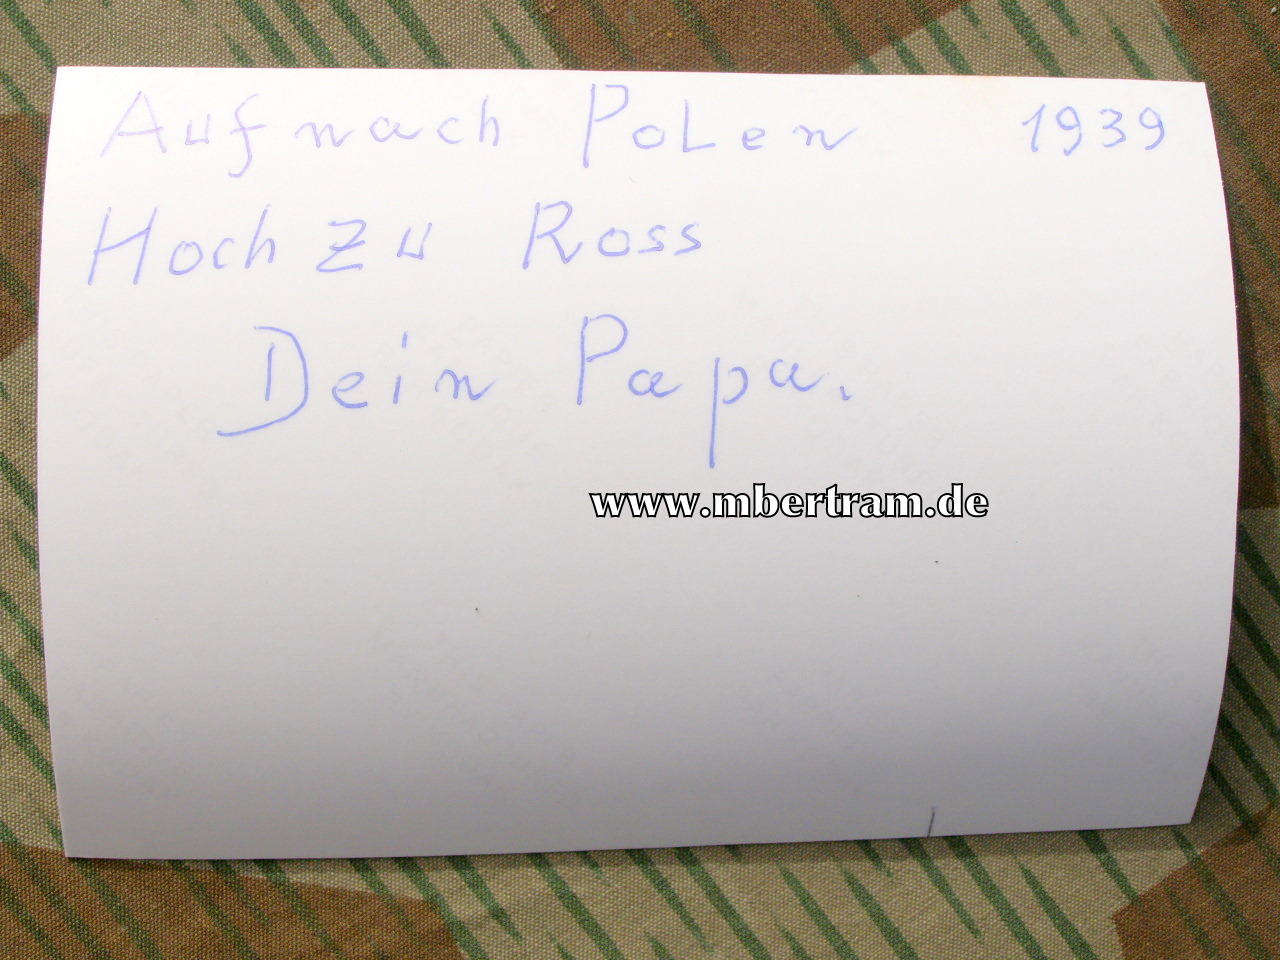 Auf nach PoLen 1939
Hoch zu Ross
Dein Papa.
www.mbertram.de